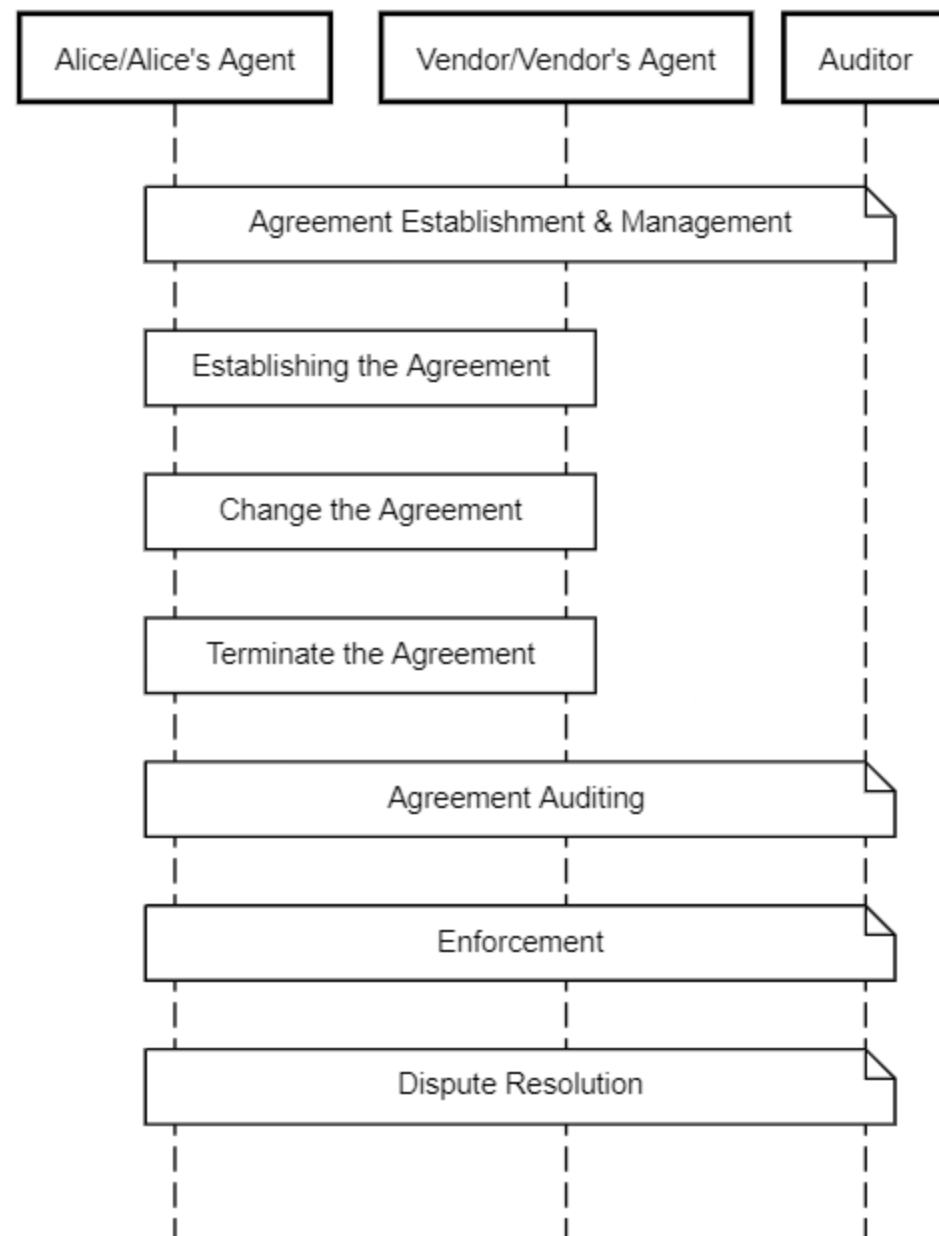 Alice/Alice's Agent
Vendor/Vendor's Agent
Auditor
Agreement Establishment & Management
Establishing the Agreement
Change the Agreement
Terminate the Agreement
Agreement Auditing
Enforcement
Dispute Resolution